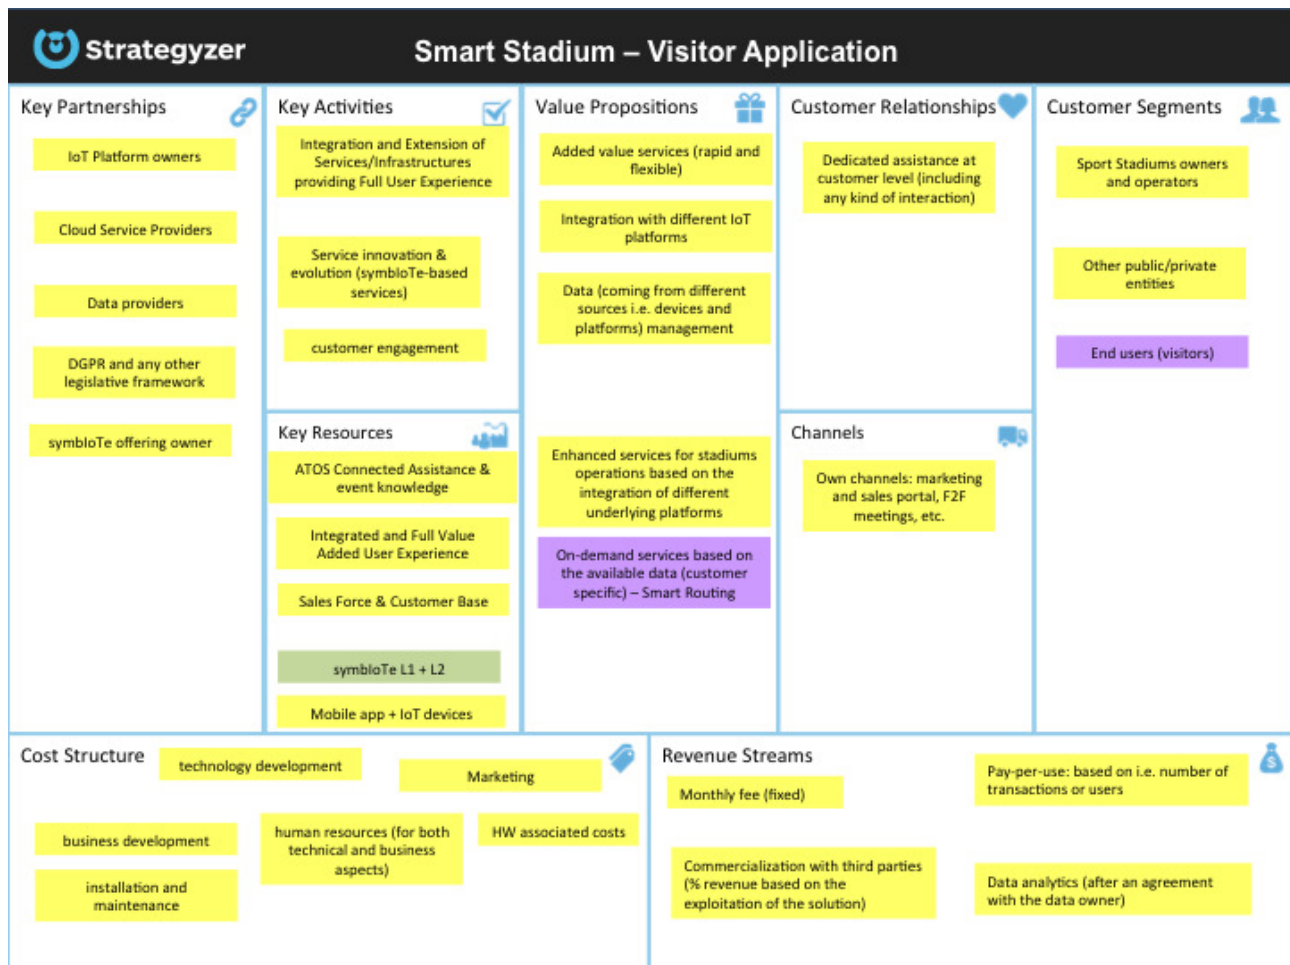 Strategyzer
Smart Stadium – Visitor Application
Key Partnerships
IoT Platform owners
Cloud Service Providers
Data providers
DGPR and any other
legislative framework
symbIoTe offering owner
Key Activities
Integration and Extension of
Services/Infrastructures
providing Full User Experience
Service innovation &
evolution (symbIoTe-based
services)
customer engagement
Key Resources
ATOS Connected Assistance &
event knowledge
Integrated and Full Value
Added User Experience
Sales Force & Customer Base
symbIoTe L1 + L2
Mobile app + IoT devices
Value Propositions
Added value services (rapid and
flexible)
Integration with different IoT
platforms
Data (coming from different
sources i.e. devices and
platforms) management
Enhanced services for stadiums
operations based on the
integration of different
underlying platforms
On-demand services based on
the available data (customer
specific) – Smart Routing
Customer Relationships
Dedicated assistance at
customer level (including
any kind of interaction)
Channels
Own channels: marketing
and sales portal, F2F
meetings, etc.
Customer Segments
Sport Stadiums owners
and operators
Other public/private
entities
End users (visitors)
Cost Structure
technology development
Marketing
business development
human resources (for both
technical and business
aspects)
HW associated costs
installation and
maintenance
Revenue Streams
Monthly fee (fixed)
Pay-per-use: based on i.e. number of
transactions or users
Commercialization with third parties
(% revenue based on the
exploitation of the solution)
Data analytics (after an agreement
with the data owner)
$